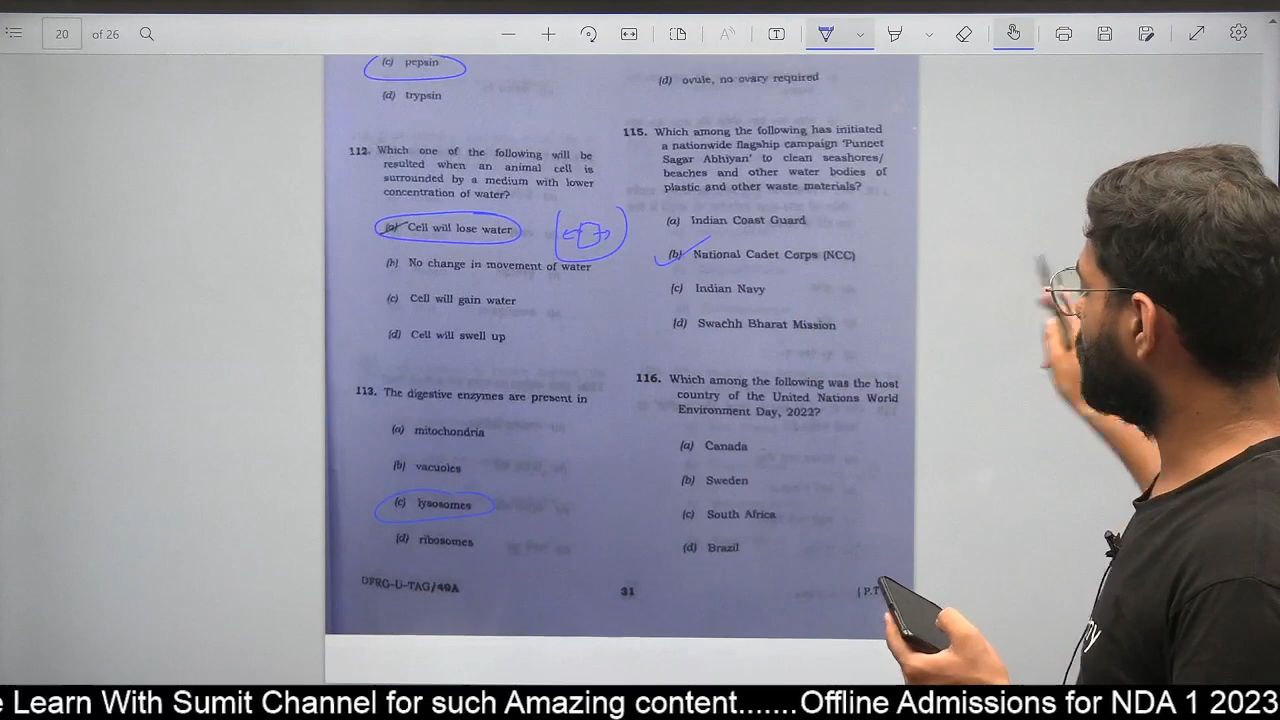 20 of 26
(c) pepsin
(d) trypsin
112. Which one of the following will be
resulted when an animal cell is
surrounded by a medium with lower
concentration of water?
(a) Cell will lose water
(b) No change in movement of water
(c) Cell will gain water
(d) Cell will swell up
113. The digestive enzymes are present in
(a) mitochondria
(b) vacuoles
(c) lysosomes
(d) ribosomes
DFRG-U-TAG/49A
(d) ovule, no ovary required
115. Which among the following has initiated
a nationwide flagship campaign 'Puneet
Sagar Abhiyan' to clean seashores/
beaches and other water bodies of
plastic and other waste materials?
(a) Indian Coast Guard
(b) National Cadet Corps (NCC)
(c) Indian Navy
(d) Swachh Bharat Mission
116. Which among the following was the host
country of the United Nations World
Environment Day, 2022?
(a) Canada
(b) Sweden
(c) South Africa
(d) Brazil
31
[ P.T
e Learn With Sumit Channel for such Amazing content.......Offline Admissions for NDA 1 2023